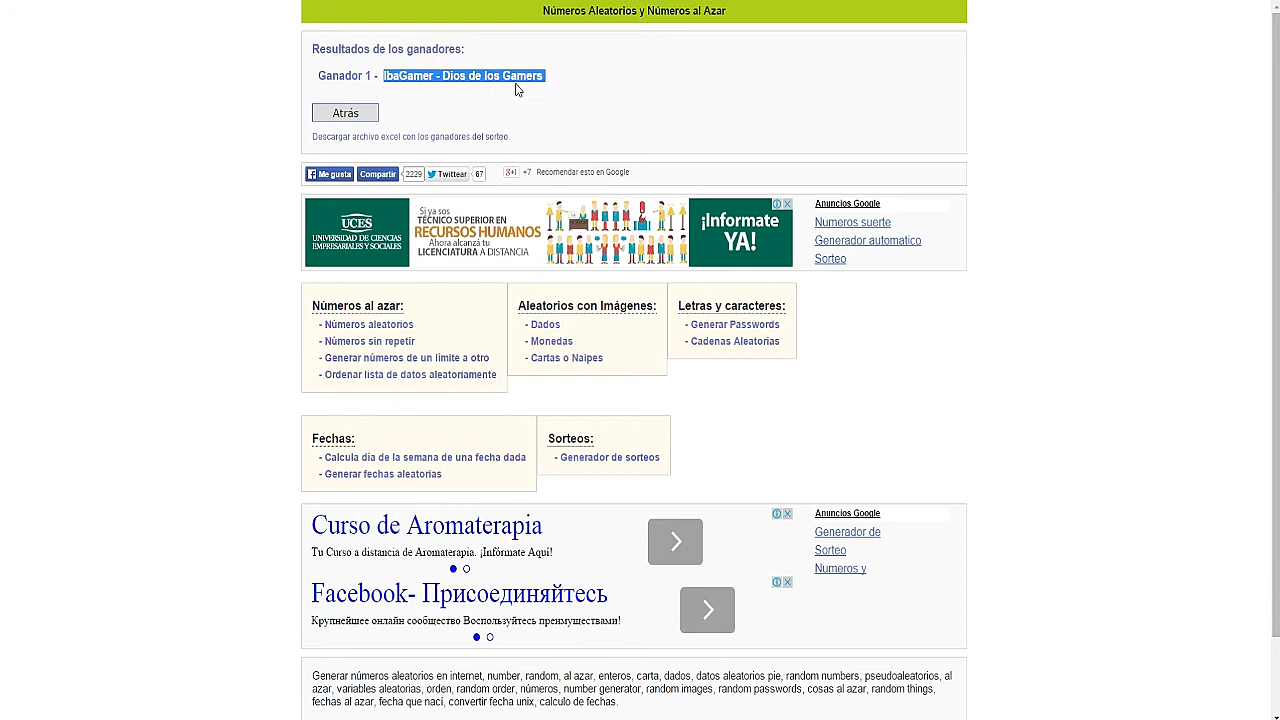 Números Aleatorios y Números al Azar
Resultados de los ganadores:
Ganador 1 - IbaGamer - Dios de los Gamers
Atrás
Descargar archivo excel con los ganadores del sorteo.
Me gusta Compartir 2229 Twittear 67 g+1 +7 Recomendar esto en Google
UCES
UNIVERSIDAD DE CIENCIAS
EMPRESARIALES Y SOCIALES
Si ya sos
TÉCNICO SUPERIOR EN
RECURSOS HUMANOS
Ahora alcanzá tu
LICENCIATURA A DISTANCIA
¡Informate
YA!
Anuncios Google
Numeros suerte
Generador automatico
Sorteo
Números al azar:
- Números aleatorios
- Números sin repetir
- Generar números de un límite a otro
- Ordenar lista de datos aleatoriamente
Aleatorios con Imágenes:
- Dados
- Monedas
- Cartas o Naipes
Letras y caracteres:
- Generar Passwords
- Cadenas Aleatorias
Fechas:
- Calcula día de la semana de una fecha dada
- Generar fechas aleatorias
Sorteos:
- Generador de sorteos
Curso de Aromaterapia
Tu Curso a distancia de Aromaterapia. ¡Infórmate Aquí!
Facebook- Присоединяйтесь
Крупнейшее онлайн сообщество Воспользуйтесь преимуществами!
Anuncios Google
Generador de
Sorteo
Numeros y
Generar números aleatorios en internet, number, random, al azar, enteros, carta, dados, datos aleatorios pie, random numbers, pseudoaleatorios, al
azar, variables aleatorias, orden, random order, números, number generator, random images, random passwords, cosas al azar, random things,
fechas al azar, fecha que nací, convertir fecha unix, calculo de fechas.